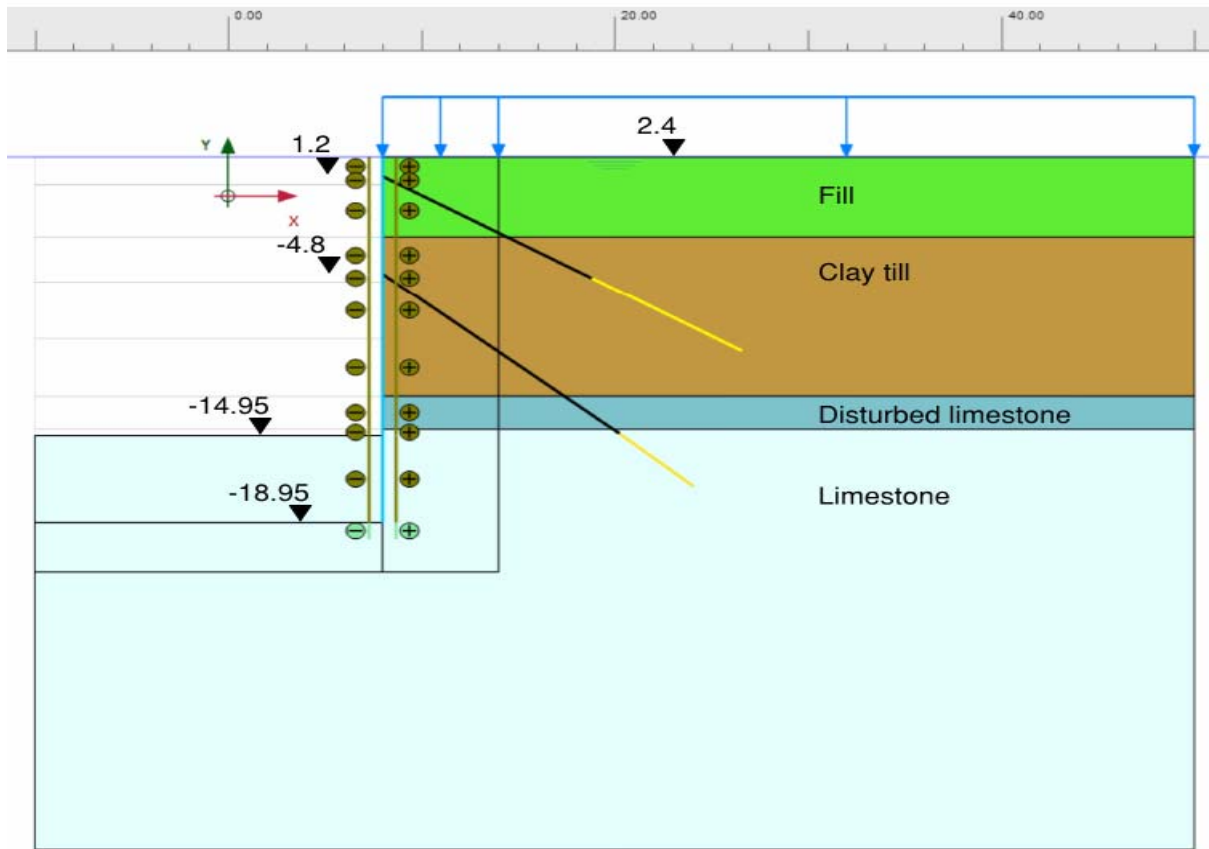 0.00
20.00
40.00
2.4
1.2
Y
Fill
X
-4.8
Clay till
-14.95
Disturbed limestone
-18.95
Limestone